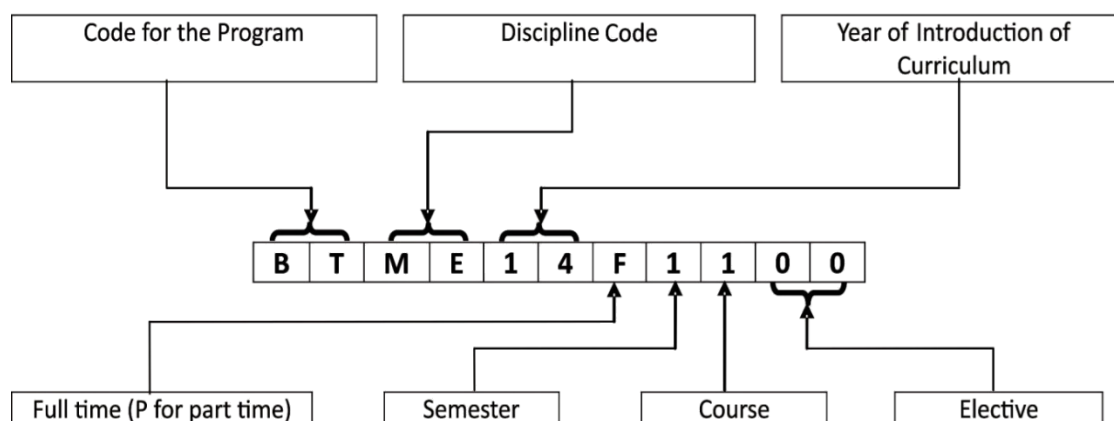 Code for the Program
Discipline Code
Year of Introduction of
Curriculum
B T M E 1 4 F 1 1 0 0
Full time (P for part time)
Semester
Course
Elective